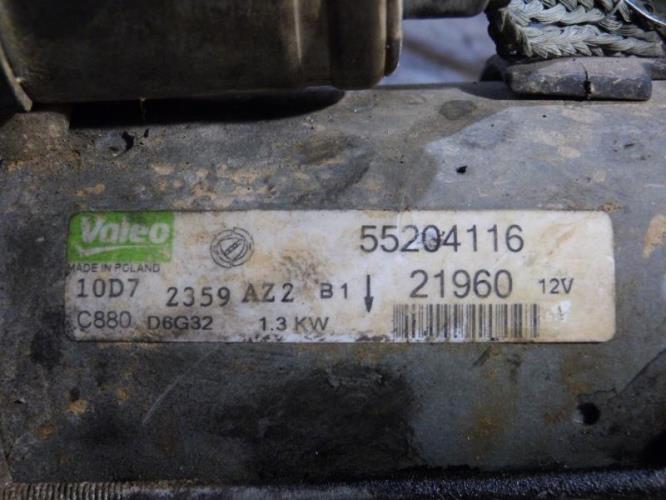 Valeo
55204116
MADE IN POLAND
10D7 2359 AZ2 B1 ↓ 21960 12V
C880 D6G32 1.3 KW